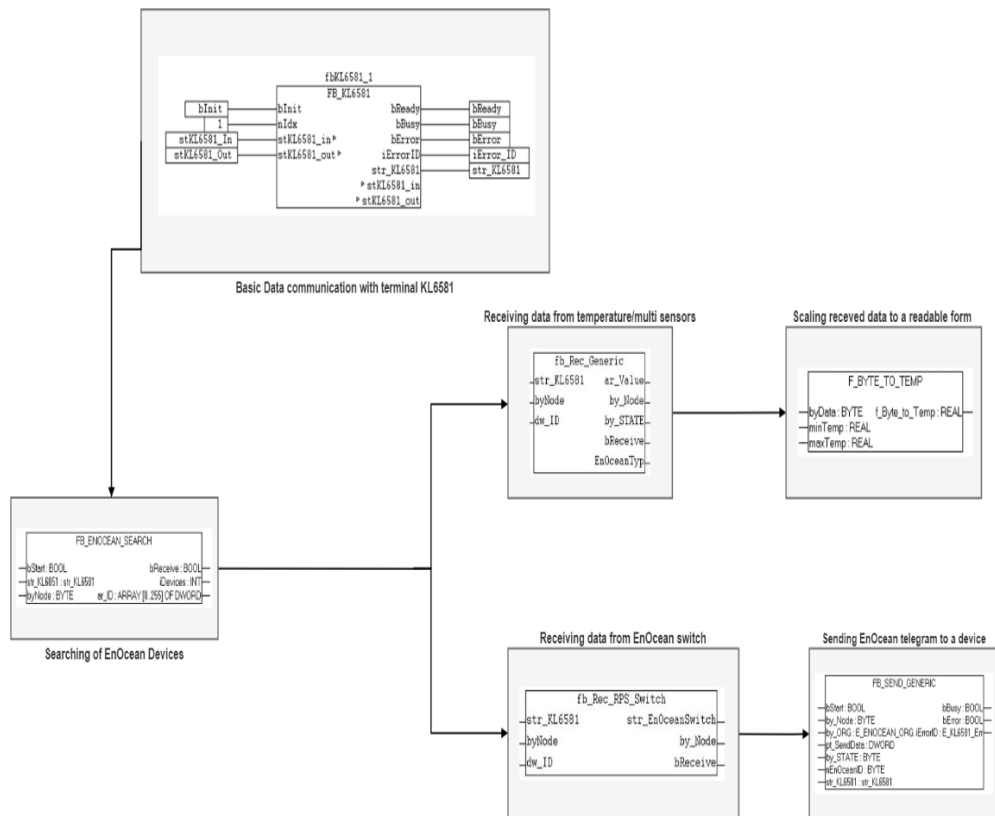 fbKL6581_1
FB_KL6581
bInit bInit bReady bReady
1 nIdx bBusy bBusy
stKL6581_In stKL6581_in bError bError
stKL6581_Out stKL6581_out iErrorID iError_ID
str_KL6581 str_KL6581
stKL6581_in
stKL6581_out
Basic Data communication with terminal KL6581
Receiving data from temperature/multi sensors
fb_Rec_Generic
str_KL6581 ar_Value
byNode by_Node
dw_ID by_STATE
bReceive
EnOceanTyp
Scaling receved data to a readable form
F_BYTE_TO_TEMP
byData : BYTE f_Byte_to_Temp : REAL
minTemp : REAL
maxTemp : REAL
FB_ENOCEAN_SEARCH
bStart: BOOL bReceive: BOOL
str_KL6851 : str_KL6581 iDevices: INT
byNode: BYTE ar_ID: ARRAY [0..255] OF DWORD
Searching of EnOcean Devices
Receiving data from EnOcean switch
fb_Rec_RPS_Switch
str_KL6581 str_EnOceanSwitch
byNode by_Node
dw_ID bReceive
Sending EnOcean telegram to a device
FB_SEND_GENERIC
bStart: BOOL bBusy: BOOL
by_Node: BYTE bError: BOOL
by_ORG: E_ENOCEAN_ORG iErrorID: E_KL6581_Err
pt_SendData: DWORD
by_STATE: BYTE
nEnOceanID: BYTE
str_KL6581 : str_KL6581